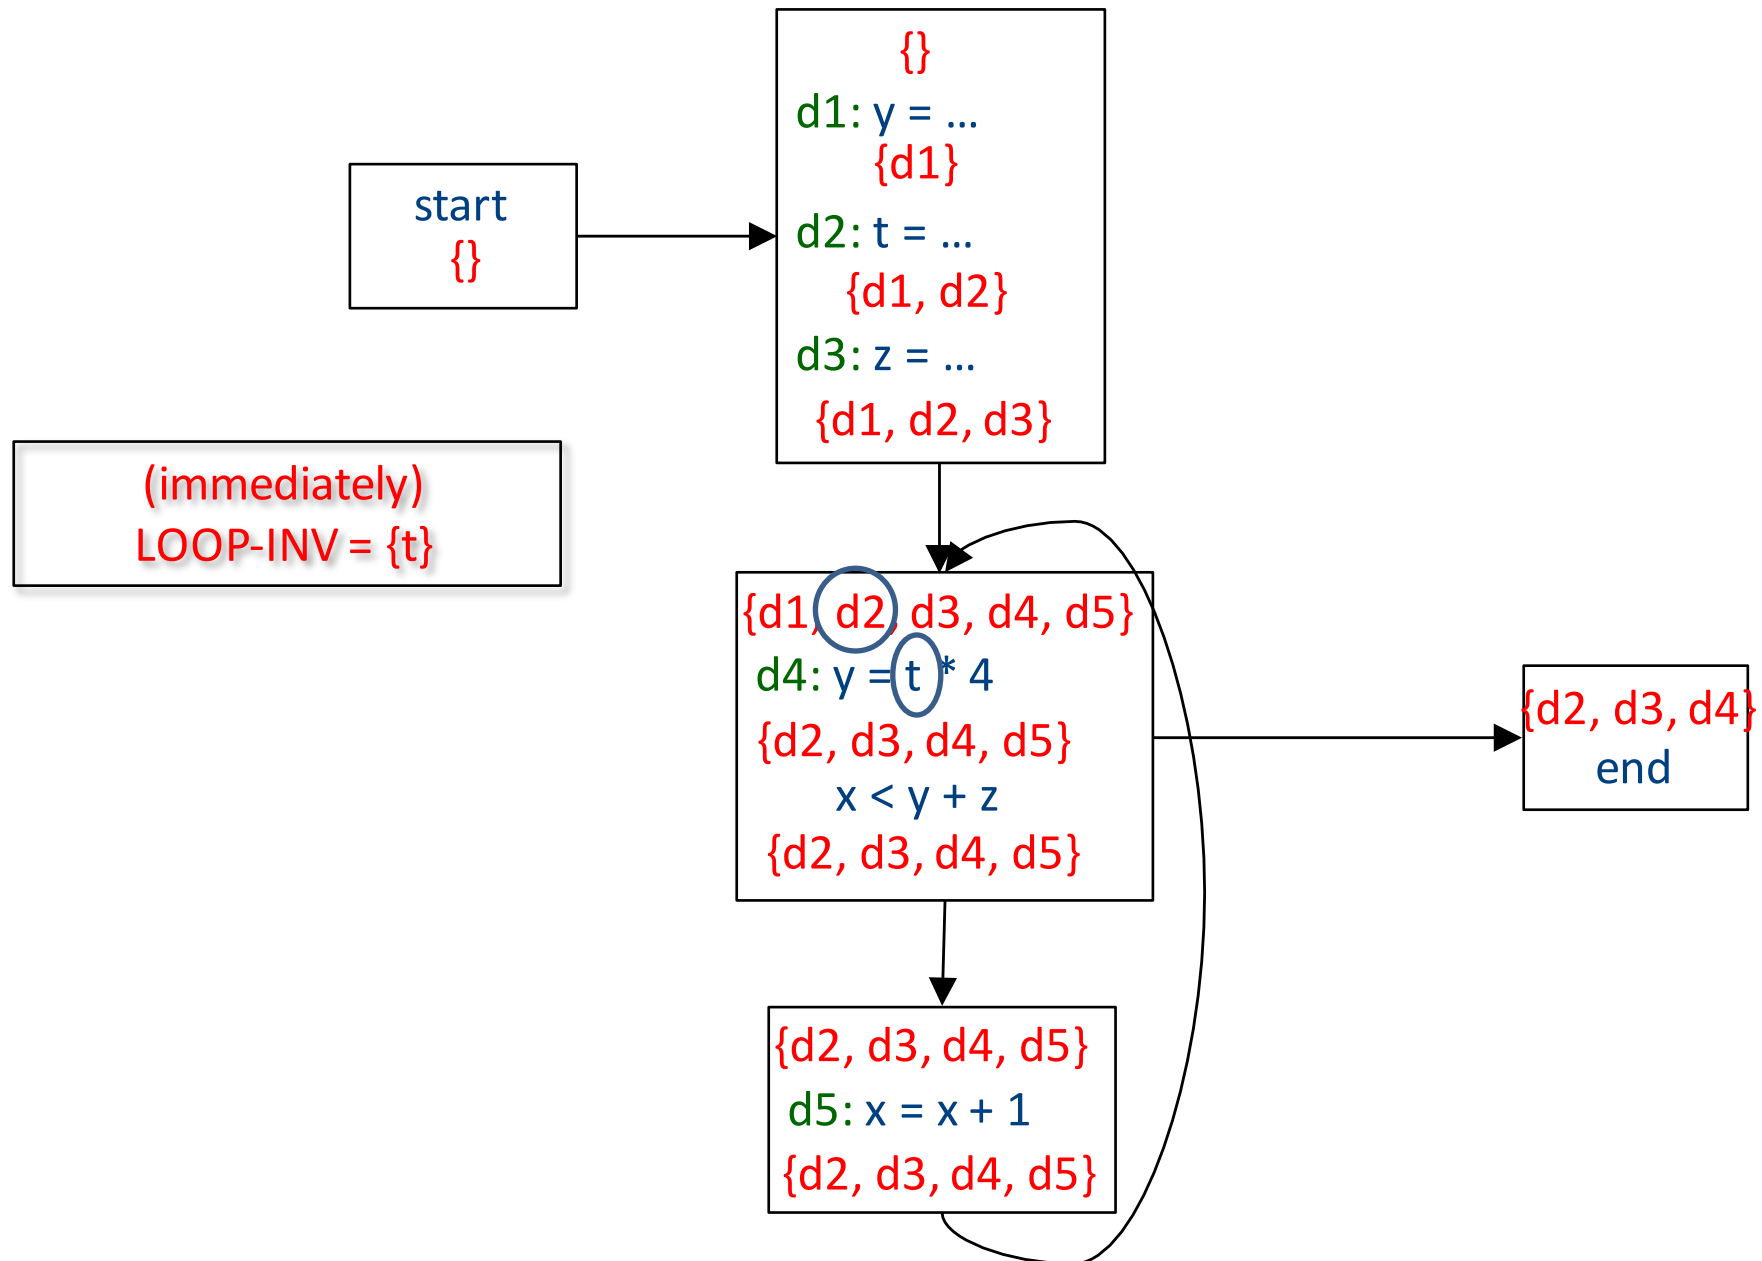 {}
d1: y = ...
{d1}
d2: t = ...
{d1, d2}
d3: z = ...
{d1, d2, d3}
start
{}
(immediately)
LOOP-INV = {t}
{d1, d2, d3, d4, d5}
d4: y = t * 4
{d2, d3, d4, d5}
x < y + z
{d2, d3, d4, d5}
{d2, d3, d4}
end
{d2, d3, d4, d5}
d5: x = x + 1
{d2, d3, d4, d5}